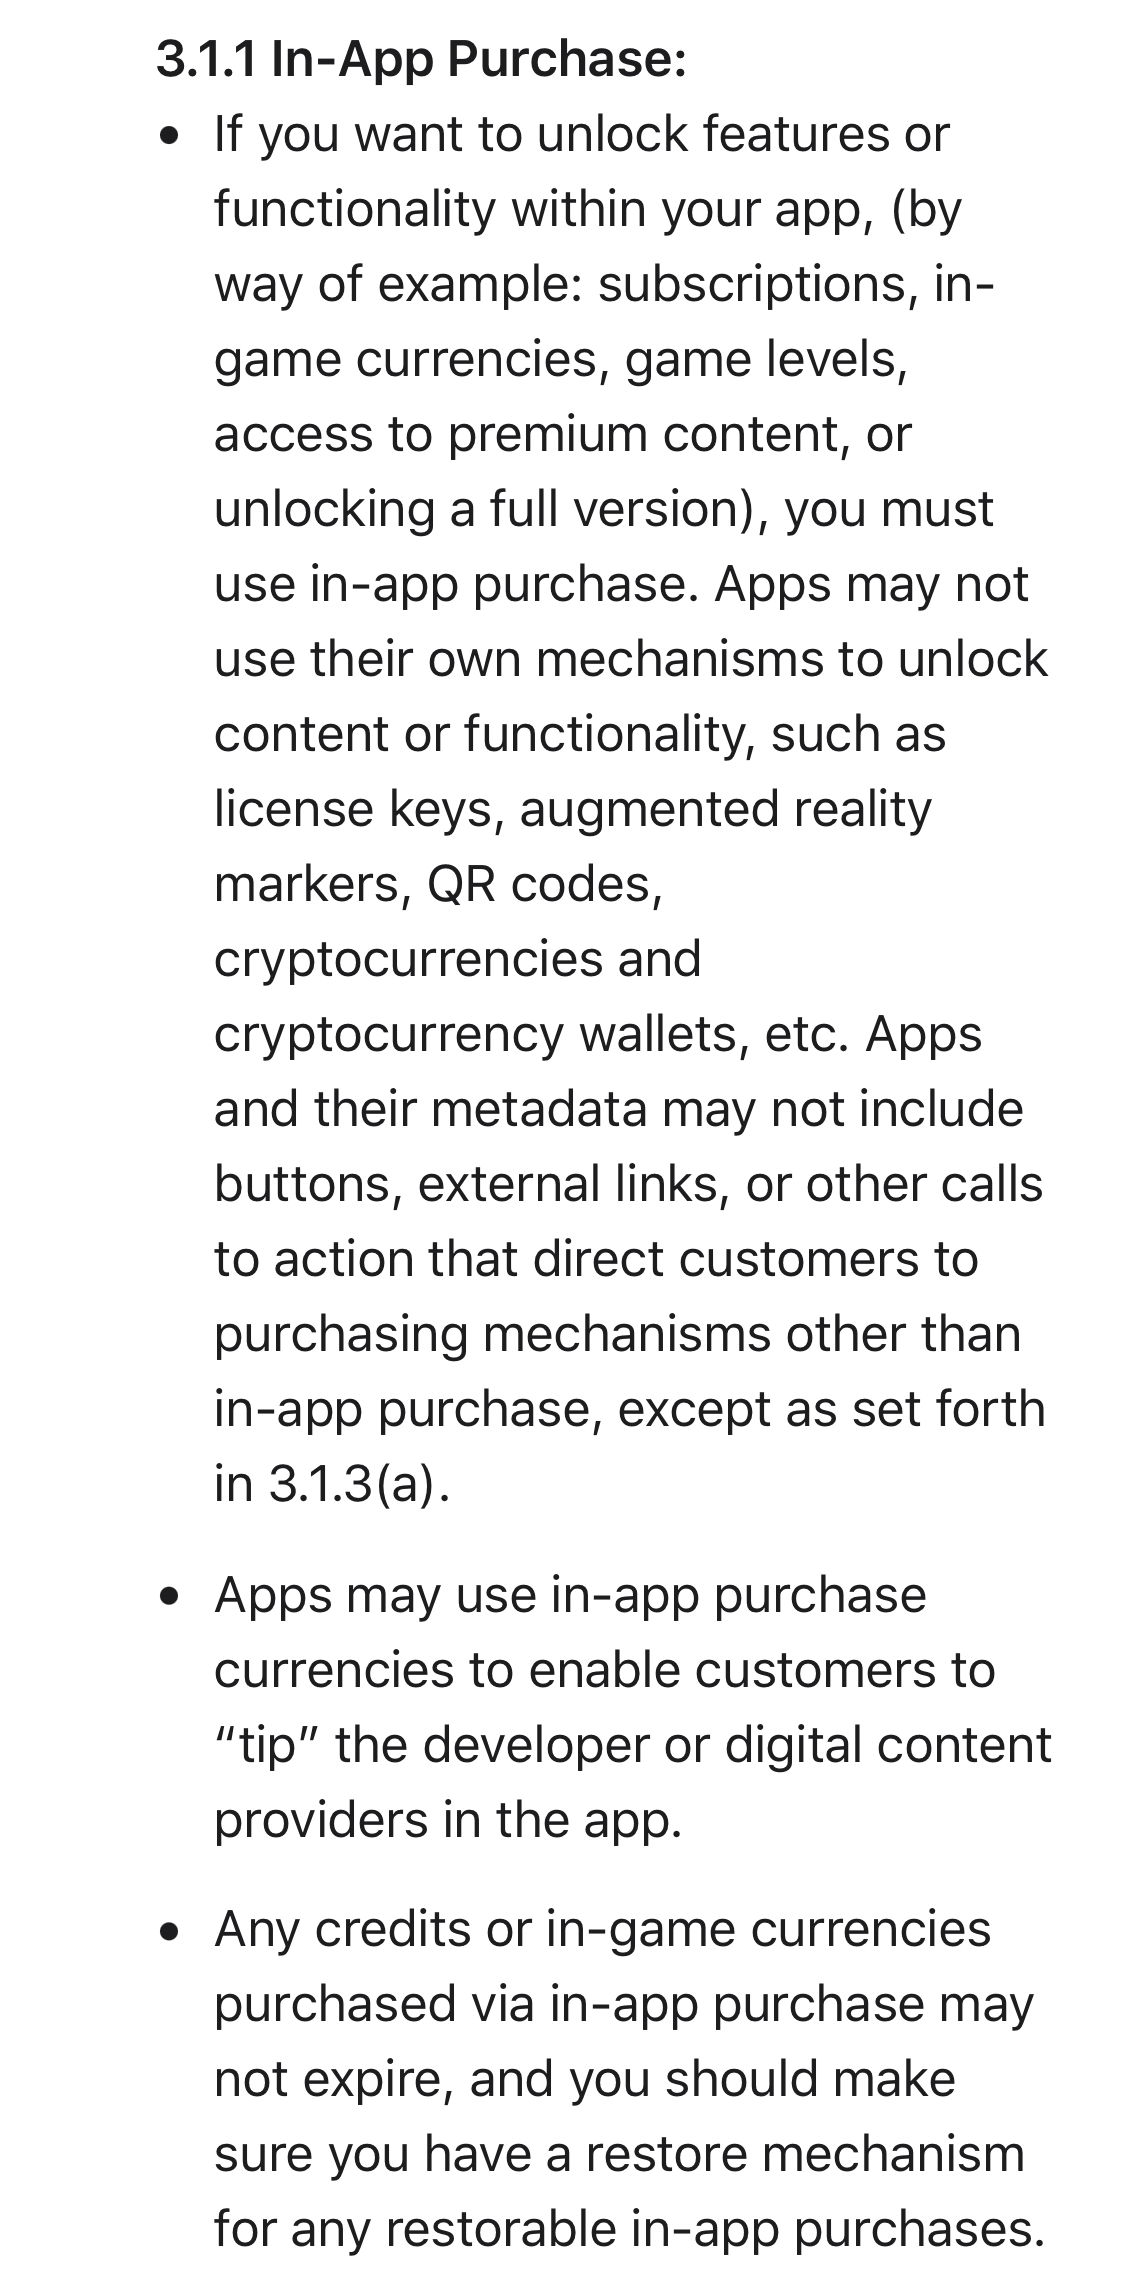 3.1.1 In-App Purchase:
• If you want to unlock features or
functionality within your app, (by
way of example: subscriptions, in-
game currencies, game levels,
access to premium content, or
unlocking a full version), you must
use in-app purchase. Apps may not
use their own mechanisms to unlock
content or functionality, such as
license keys, augmented reality
markers, QR codes,
cryptocurrencies and
cryptocurrency wallets, etc. Apps
and their metadata may not include
buttons, external links, or other calls
to action that direct customers to
purchasing mechanisms other than
in-app purchase, except as set forth
in 3.1.3(a).
• Apps may use in-app purchase
currencies to enable customers to
“tip” the developer or digital content
providers in the app.
• Any credits or in-game currencies
purchased via in-app purchase may
not expire, and you should make
sure you have a restore mechanism
for any restorable in-app purchases.